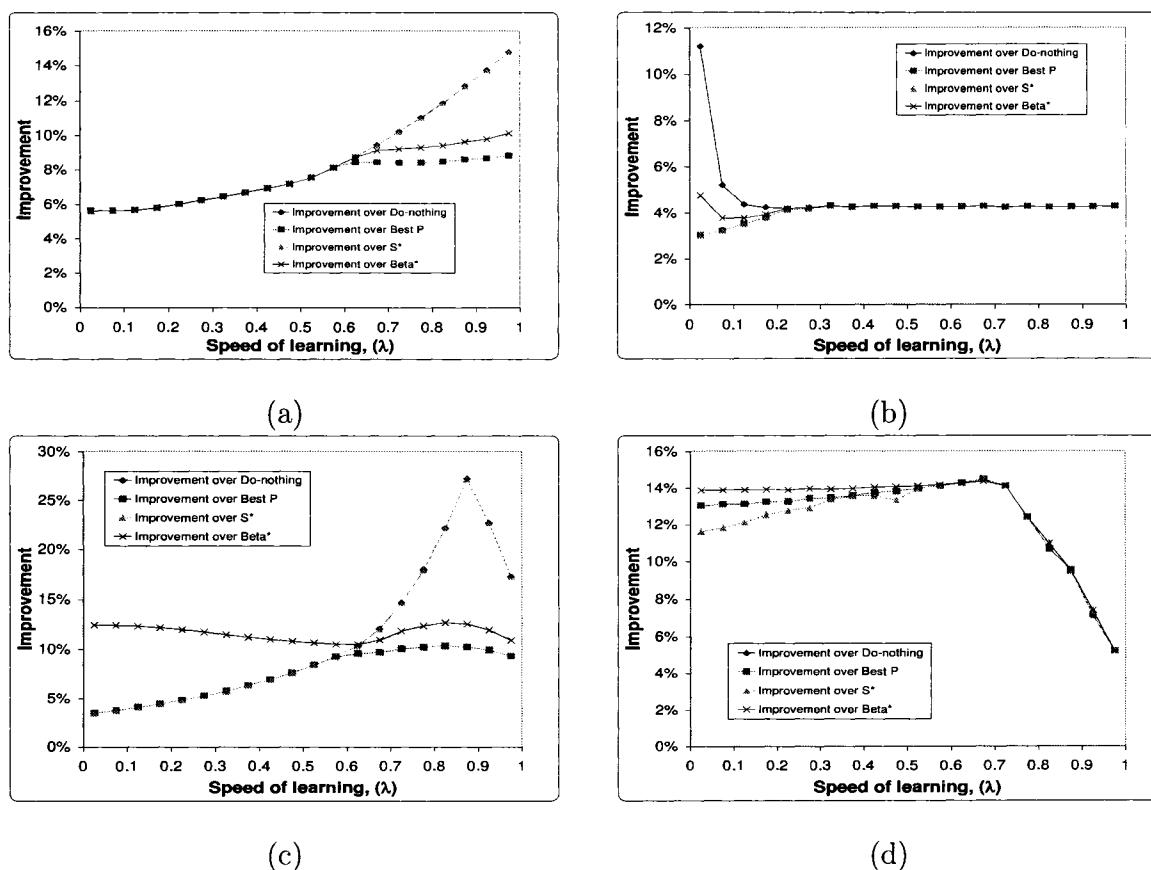 16%
14%
12%
10%
8%
6%
4%
2%
0%
Improvement
Improvement over Do-nothing
Improvement over Best P
Improvement over S*
Improvement over Beta*
0 0.1 0.2 0.3 0.4 0.5 0.6 0.7 0.8 0.9 1
Speed of learning, (λ)
(a)
12%
10%
8%
6%
4%
2%
0%
Improvement
Improvement over Do-nothing
Improvement over Best P
Improvement over S*
Improvement over Beta*
0 0.1 0.2 0.3 0.4 0.5 0.6 0.7 0.8 0.9 1
Speed of learning, (λ)
(b)
30%
25%
20%
15%
10%
5%
0%
Improvement
Improvement over Do-nothing
Improvement over Best P
Improvement over S*
Improvement over Beta*
0 0.1 0.2 0.3 0.4 0.5 0.6 0.7 0.8 0.9 1
Speed of learning, (λ)
(c)
16%
14%
12%
10%
8%
6%
4%
2%
0%
Improvement
Improvement over Do-nothing
Improvement over Best P
Improvement over S*
Improvement over Beta*
0 0.1 0.2 0.3 0.4 0.5 0.6 0.7 0.8 0.9 1
Speed of learning, (λ)
(d)